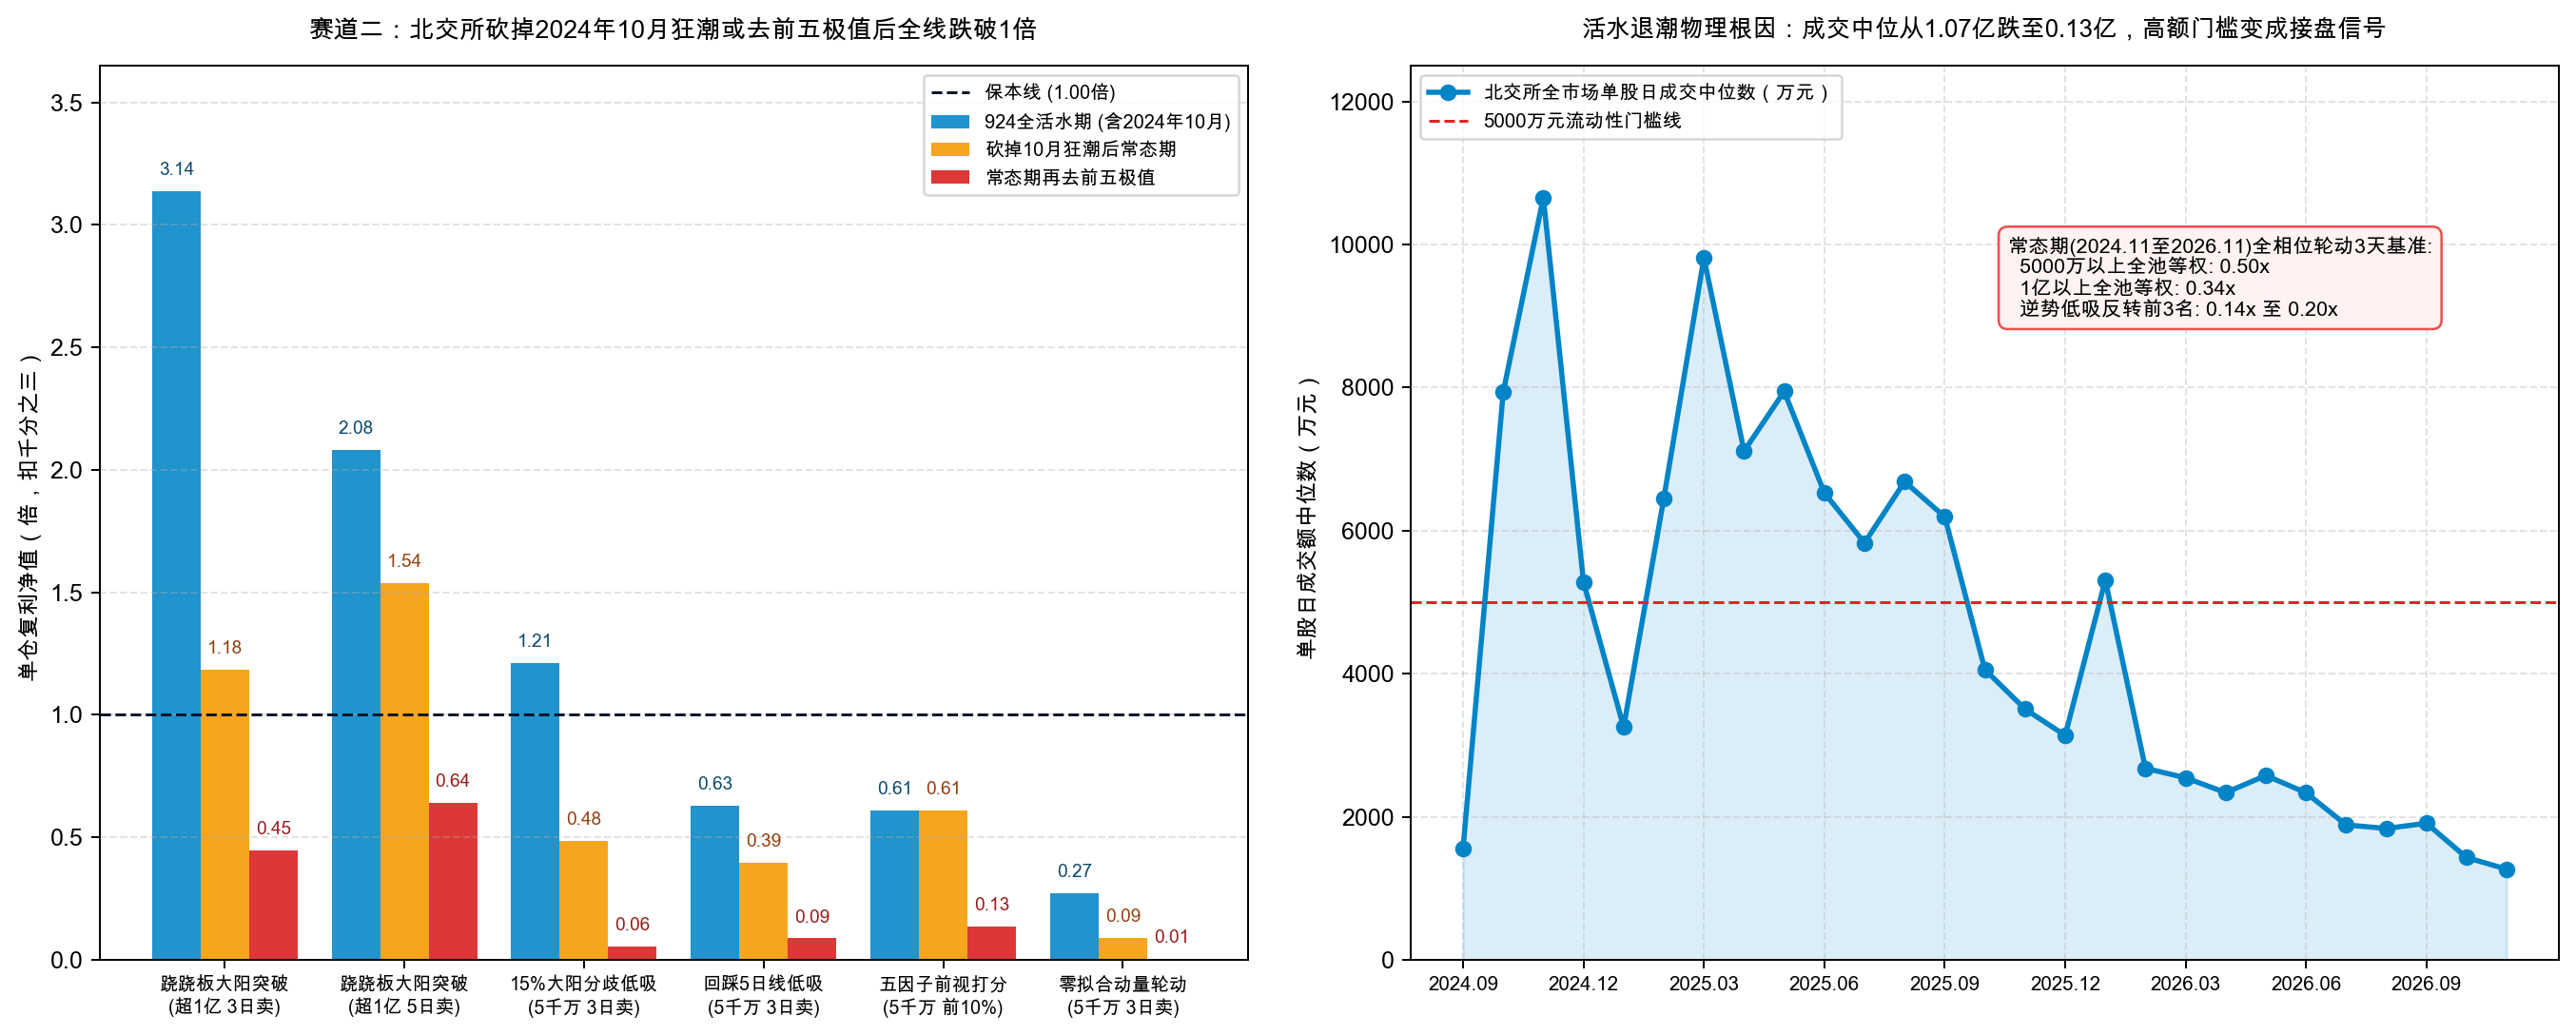 赛道二：北交所砍掉2024年10月狂潮或去前五极值后全线跌破1倍
单仓复利净值（倍，扣千分之三）
3.5
3.0
2.5
2.0
1.5
1.0
0.5
0.0
保本线 (1.00倍)
924全活水期 (含2024年10月)
砍掉10月狂潮后常态期
常态期再去前五极值
3.14
1.18
0.45
2.08
1.54
0.64
1.21
0.48
0.06
0.63
0.39
0.09
0.61
0.61
0.13
0.27
0.09
0.01
跷跷板大阳突破
(超1亿 3日卖)
跷跷板大阳突破
(超1亿 5日卖)
15%大阳分歧低吸
(5千万 3日卖)
回踩5日线低吸
(5千万 3日卖)
五因子前视打分
(5千万 前10%)
零拟合动量轮动
(5千万 3日卖)
活水退潮物理根因：成交中位从1.07亿跌至0.13亿，高额门槛变成接盘信号
单股日成交额中位数（万元）
12000
10000
8000
6000
4000
2000
0
北交所全市场单股日成交中位数（万元）
5000万元流动性门槛线
常态期(2024.11至2026.11)全相位轮动3天基准:
5000万以上全池等权: 0.50x
1亿以上全池等权: 0.34x
逆势低吸反转前3名: 0.14x 至 0.20x
2024.09
2024.12
2025.03
2025.06
2025.09
2025.12
2026.03
2026.06
2026.09